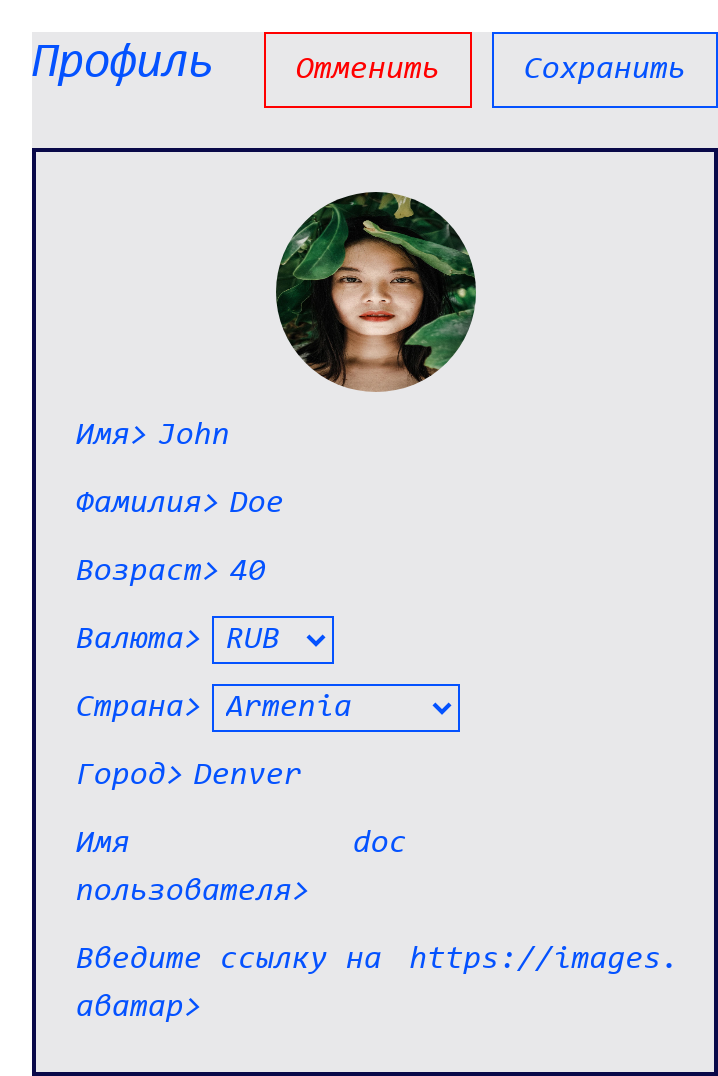 Профиль Отменить Сохранить
Имя> John
Фамилия> Doe
Возраст> 40
Валюта> RUB
Страна> Armenia
Город> Denver
Имя doc
пользователя>
Введите ссылку на https://images.
аватар>